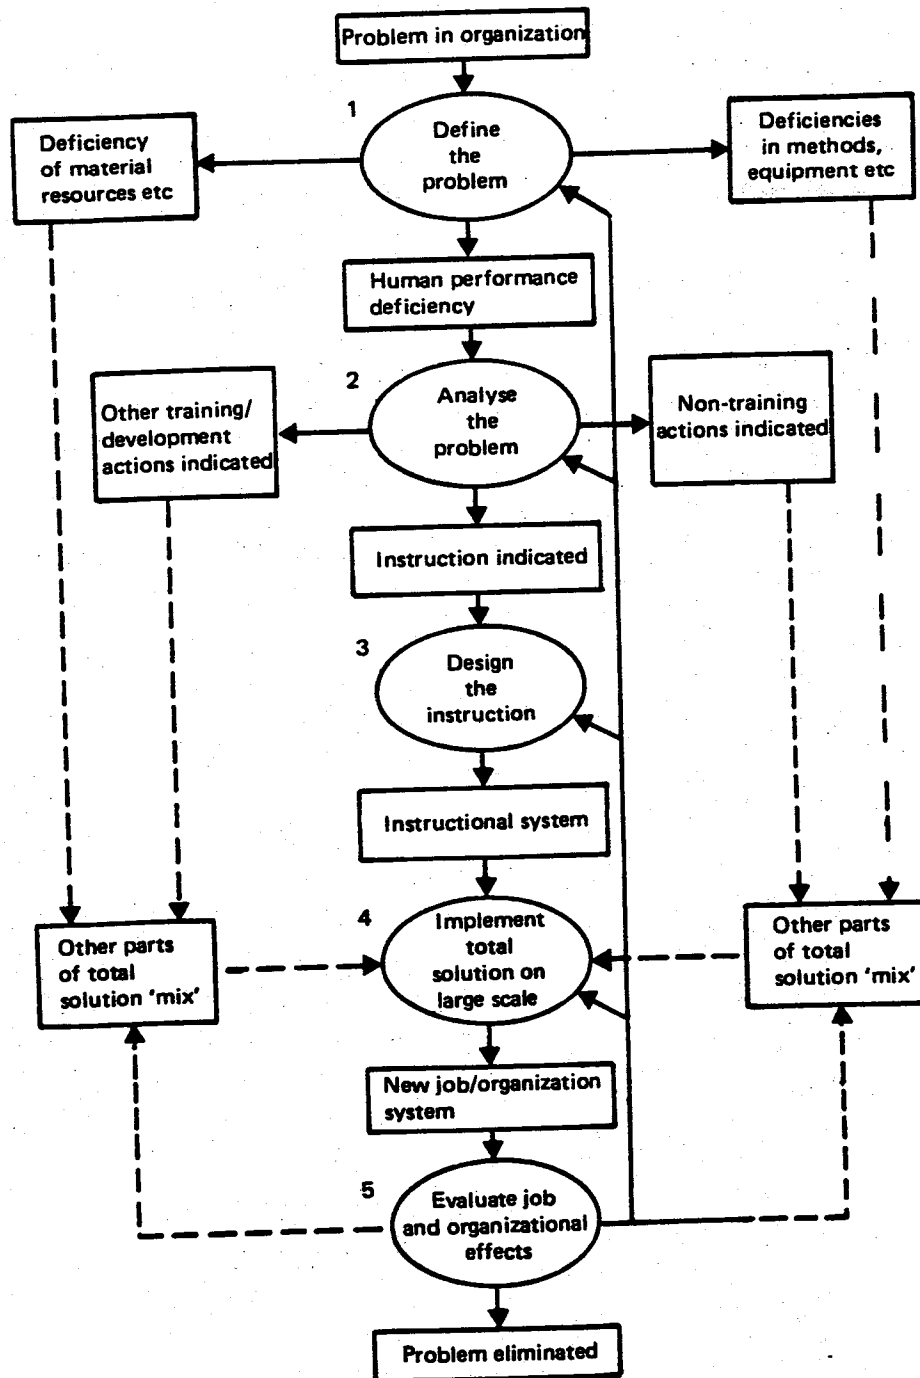 Problem in organization
1
Define
the
problem
Deficiency
of material
resources etc
Deficiencies
in methods,
equipment etc
Human performance
deficiency
2
Analyse
the
problem
Other training/
development
actions indicated
Non-training
actions indicated
Instruction indicated
3
Design
the
instruction
Instructional system
4
Implement
total
solution on
large scale
Other parts
of total
solution ‘mix’
Other parts
of total
solution ‘mix’
New job/organization
system
5
Evaluate job
and organizational
effects
Problem eliminated